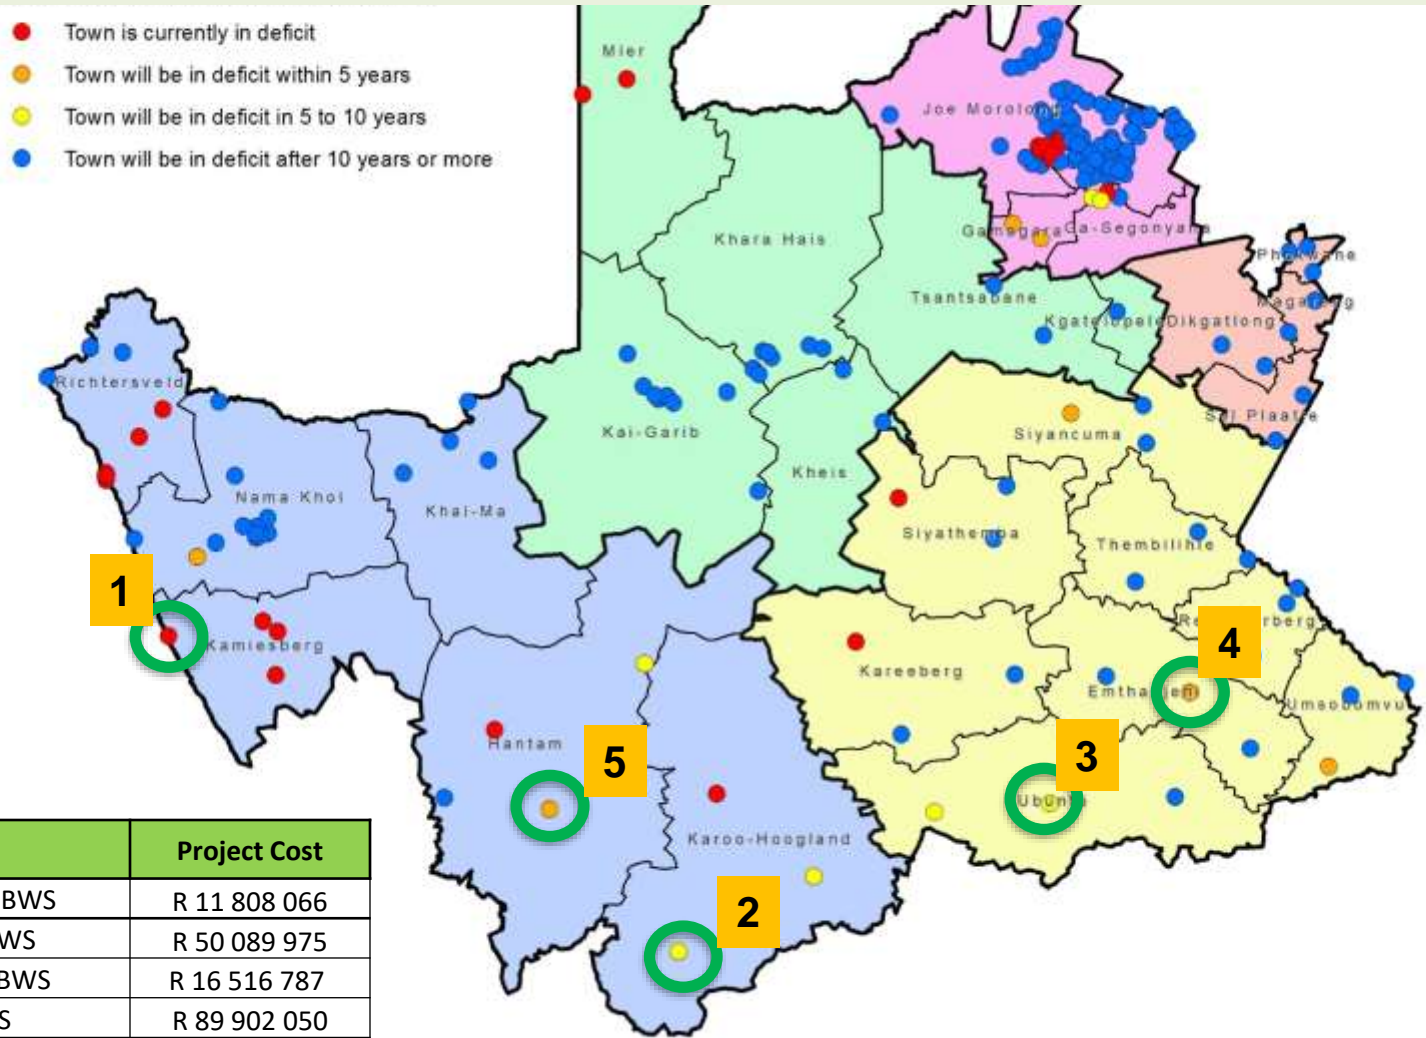 Town is currently in deficit
Town will be in deficit within 5 years
Town will be in deficit in 5 to 10 years
Town will be in deficit after 10 years or more
Mier
Joe Morolong
Khara Hais
Gamagara
Ga-Segonyana
Phokwane
Tsantsabane
Magareng
Kgatelopele
Dikgatlong
Richtersveld
Sol Plaatje
Kai-Garib
Siyancuma
Kheis
Nama Khoi
Khai-Ma
Siyathemba
Thembilihle
1
Kamiesberg
4
Kareeberg
Emthanjeni
Umsobomvu
Hantam
5
3
Ubuntu
Karoo-Hoogland
2
Project Cost
BWS R 11 808 066
WS R 50 089 975
BWS R 16 516 787
S R 89 902 050